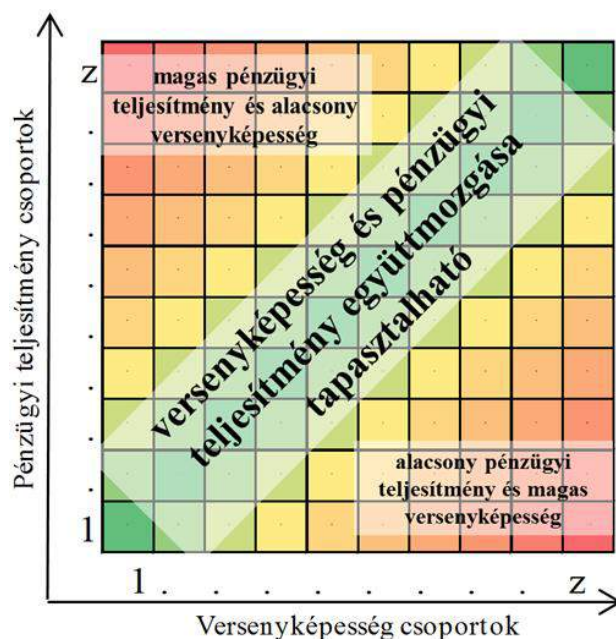 Pénzügyi teljesítmény csoportok
z
.
.
.
.
.
.
.
1
magas pénzügyi
teljesítmény és alacsony
versenyképesség
versenyképesség és pénzügyi
teljesítmény együttmozgása
tapasztalható
alacsony pénzügyi
teljesítmény és magas
versenyképesség
1 . . . . . . . z
Versenyképesség csoportok